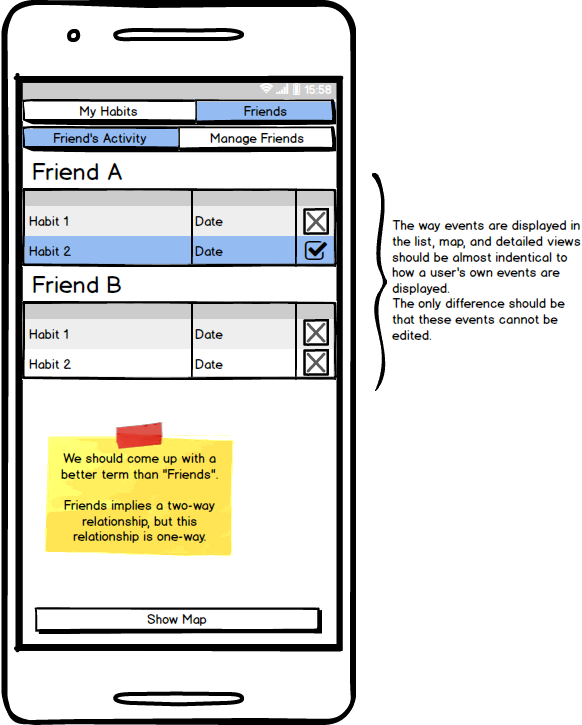 15:58
My Habits Friends
Friend's Activity Manage Friends
Friend A
Habit 1 Date
Habit 2 Date
Friend B
Habit 1 Date
Habit 2 Date
We should come up with a
better term than "Friends".
Friends implies a two-way
relationship, but this
relationship is one-way.
Show Map
The way events are displayed in
the list, map, and detailed views
should be almost indentical to
how a user's own events are
displayed.
The only difference should be
that these events cannot be
edited.